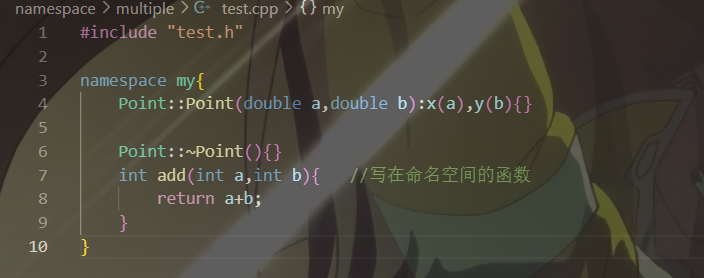 namespace > multiple > test.cpp > {} my
1 #include "test.h"
2
3 namespace my{
4 Point::Point(double a,double b):x(a),y(b){}
5
6 Point::~Point(){}
7 int add(int a,int b){ //写在命名空间的函数
8 return a+b;
9 }
10 }